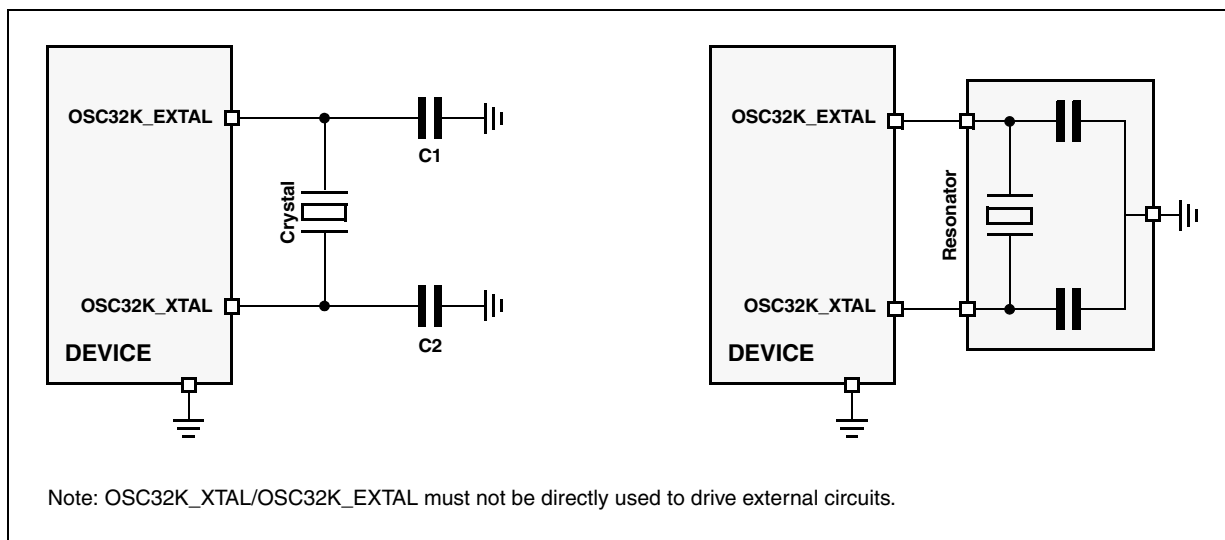 OSC32K_EXTAL
C1
Crystal
OSC32K_XTAL
C2
DEVICE
OSC32K_EXTAL
Resonator
OSC32K_XTAL
DEVICE
Note: OSC32K_XTAL/OSC32K_EXTAL must not be directly used to drive external circuits.